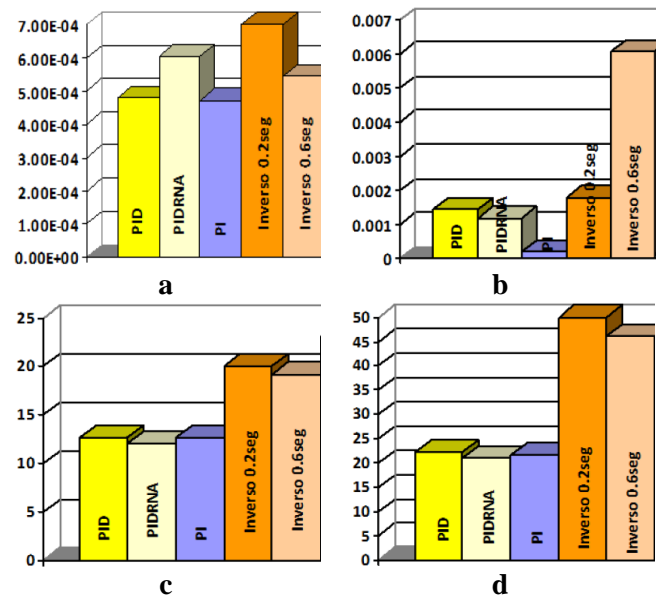 7.00E-04
6.00E-04
5.00E-04
4.00E-04
3.00E-04
2.00E-04
1.00E-04
0.00E+00
PID
PIDRNA
PI
Inverso 0.2seg
Inverso 0.6seg
a
0.007
0.006
0.005
0.004
0.003
0.002
0.001
0
PID
PIDRNA
PI
Inverso 0.2seg
Inverso 0.6seg
b
25
20
15
10
5
0
PID
PIDRNA
PI
Inverso 0.2seg
Inverso 0.6seg
c
50
45
40
35
30
25
20
15
10
5
0
PID
PIDRNA
PI
Inverso 0.2seg
Inverso 0.6seg
d